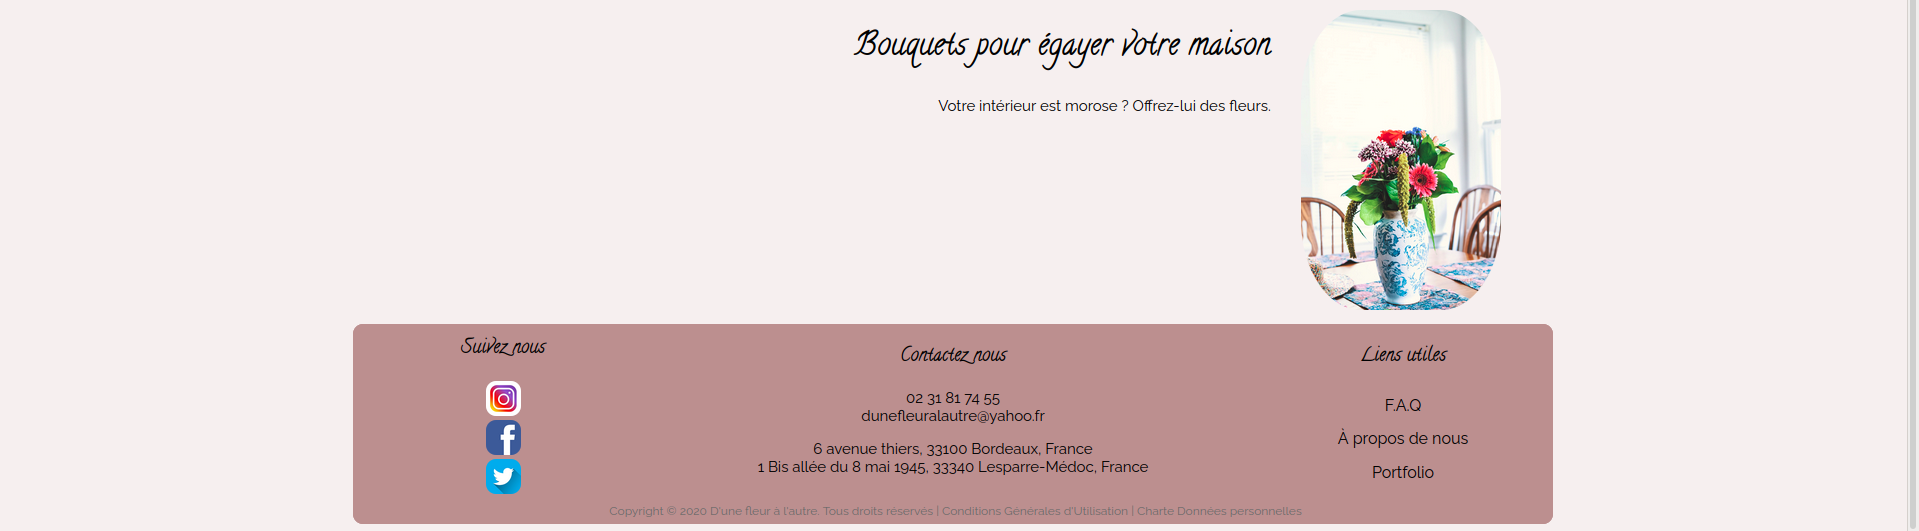 Bouquets pour égayer votre maison
Votre intérieur est morose ? Offrez-lui des fleurs.
Suivez nous
Contactez nous
02 31 81 74 55
dunefleuralautre@yahoo.fr
6 avenue thiers, 33100 Bordeaux, France
1 Bis allée du 8 mai 1945, 33340 Lesparre-Médoc, France
Liens utiles
F.A.Q
À propos de nous
Portfolio
Copyright © 2020 D'une fleur à l'autre. Tous droits réservés | Conditions Générales d'Utilisation | Charte Données personnelles